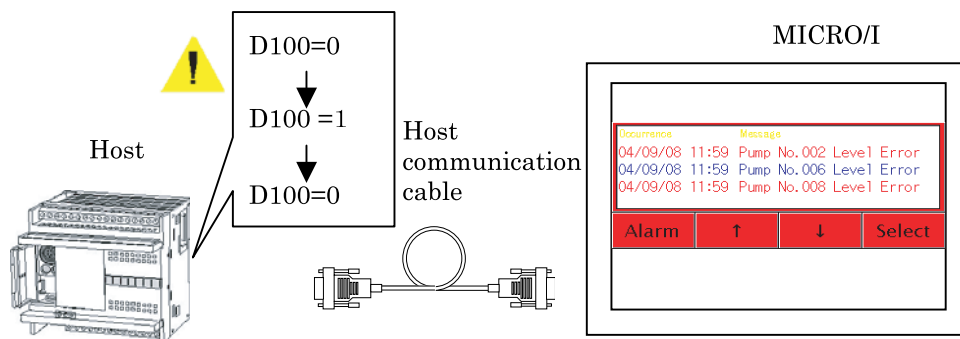 MICRO/I
D100=0
D100 =1
D100=0
Host
Host
communication
cable
Occurrence Message
04/09/08 11:59 Pump No.002 Level Error
04/09/08 11:59 Pump No.006 Level Error
04/09/08 11:59 Pump No.008 Level Error
Alarm ↑ ↓ Select